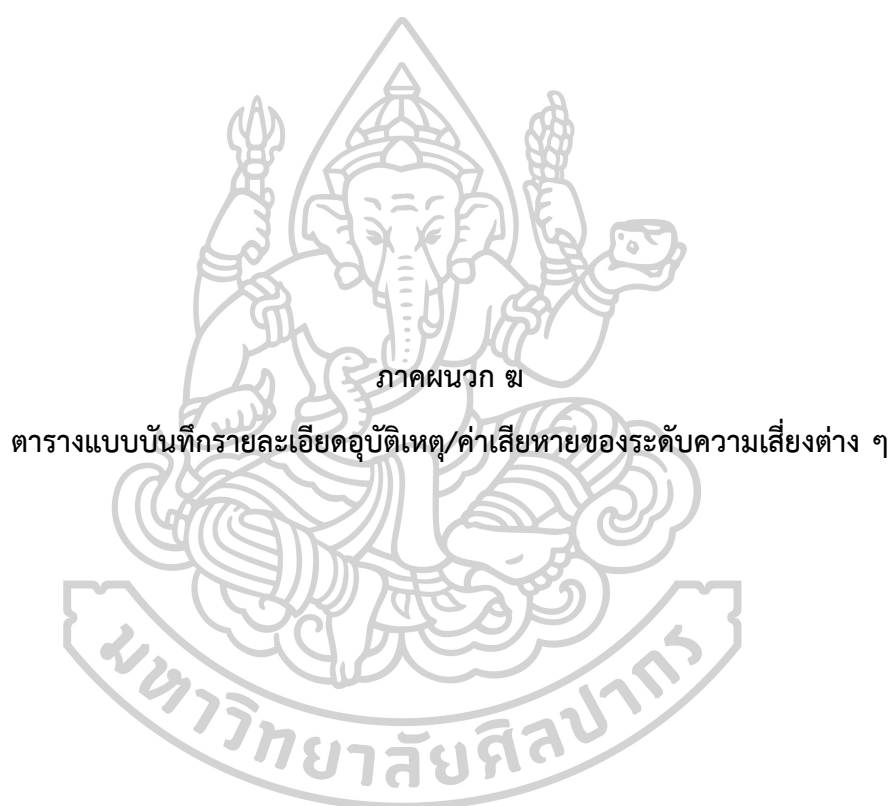 ภาคผนวก ฆ
ตารางแบบบันทึกรายละเอียดอุบัติเหตุ/ค่าเสียหายของระดับความเสี่ยงต่าง ๆ
มหาวิทยาลัยศิลปากร